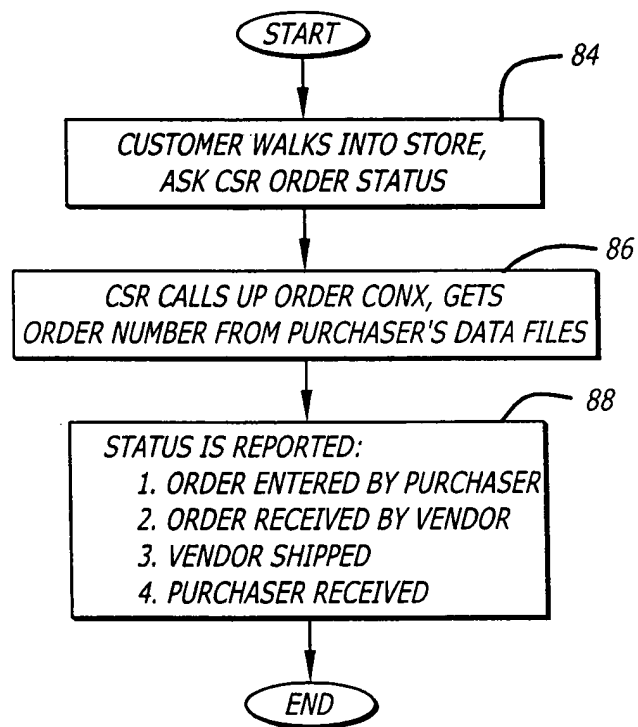 START
84
CUSTOMER WALKS INTO STORE,
ASK CSR ORDER STATUS
86
CSR CALLS UP ORDER CONX, GETS
ORDER NUMBER FROM PURCHASER'S DATA FILES
88
STATUS IS REPORTED:
1. ORDER ENTERED BY PURCHASER
2. ORDER RECEIVED BY VENDOR
3. VENDOR SHIPPED
4. PURCHASER RECEIVED
END